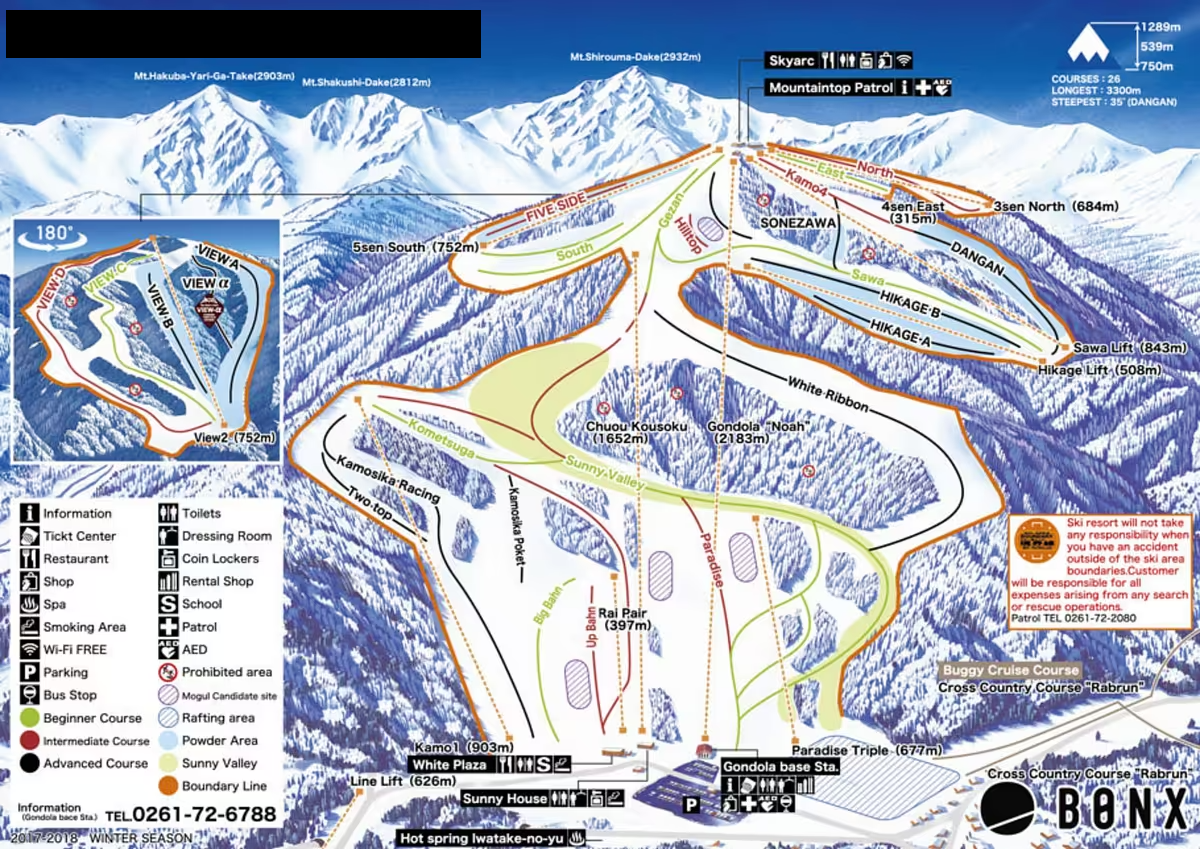 Mt.Hakuba-Yari-Ga-Take(2903m)
Mt.Shakushi-Dake(2812m)
Mt.Shirouma-Dake(2932m)
Skyarc
Mountaintop Patrol
AED
1289m
539m
750m
COURSES : 26
LONGEST : 3300m
STEEPEST : 35°(DANGAN)
North
East
Kamo4
4sen East
(315m)
3sen North (684m)
FIVE SIDE
Gezan
Hilltop
SONEZAWA
5sen South (752m)
South
DANGAN
Sawa
HIKAGE-B
HIKAGE-A
Sawa Lift (843m)
Hikage Lift (508m)
180°
VIEW-D
VIEW-C
VIEW-B
VIEW A
VIEW α
VIEW-α
View2 (752m)
White Ribbon
Chuou Kousoku
(1652m)
Gondola "Noah"
(2183m)
Kometsuga
Sunny Valley
Kamosika Racing
Two top
Kamosika Poket
Paradise
Big Bahn
Up Bahn
Rai Pair
(397m)
Information
Tickt Center
Restaurant
Shop
Spa
Smoking Area
Wi-Fi FREE
Parking
Bus Stop
Beginner Course
Intermediate Course
Advanced Course
Toilets
Dressing Room
Coin Lockers
Rental Shop
School
Patrol
AED
AED
Prohibited area
Mogul Candidate site
Rafting area
Powder Area
Sunny Valley
Boundary Line
P
S
Information
(Gondola bace Sta.)
TEL.0261-72-6788
2017-2018 WINTER SEASON
Ski resort will not take
any responsibility when
you have an accident
outside of the ski area
boundaries.Customer
will be responsible for all
expenses arising from any search
or rescue operations.
Patrol TEL 0261-72-2080
Buggy Cruise Course
Cross Country Course "Rabrun"
Kamo1 (903m)
White Plaza
S
Line Lift (626m)
Sunny House
Gondola base Sta.
AED
P
Paradise Triple (677m)
Cross Country Course "Rabrun"
Hot spring Iwatake-no-yu
BONX